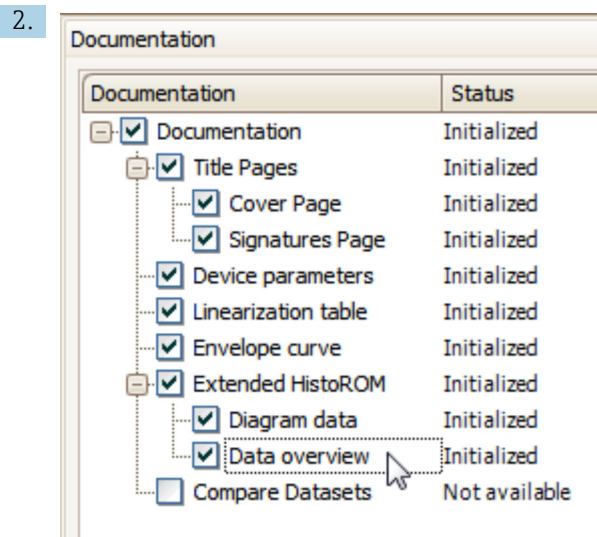 2.
Documentation
Documentation Status
Documentation Initialized
Title Pages Initialized
Cover Page Initialized
Signatures Page Initialized
Device parameters Initialized
Linearization table Initialized
Envelope curve Initialized
Extended HistoROM Initialized
Diagram data Initialized
Data overview Initialized
Compare Datasets Not available